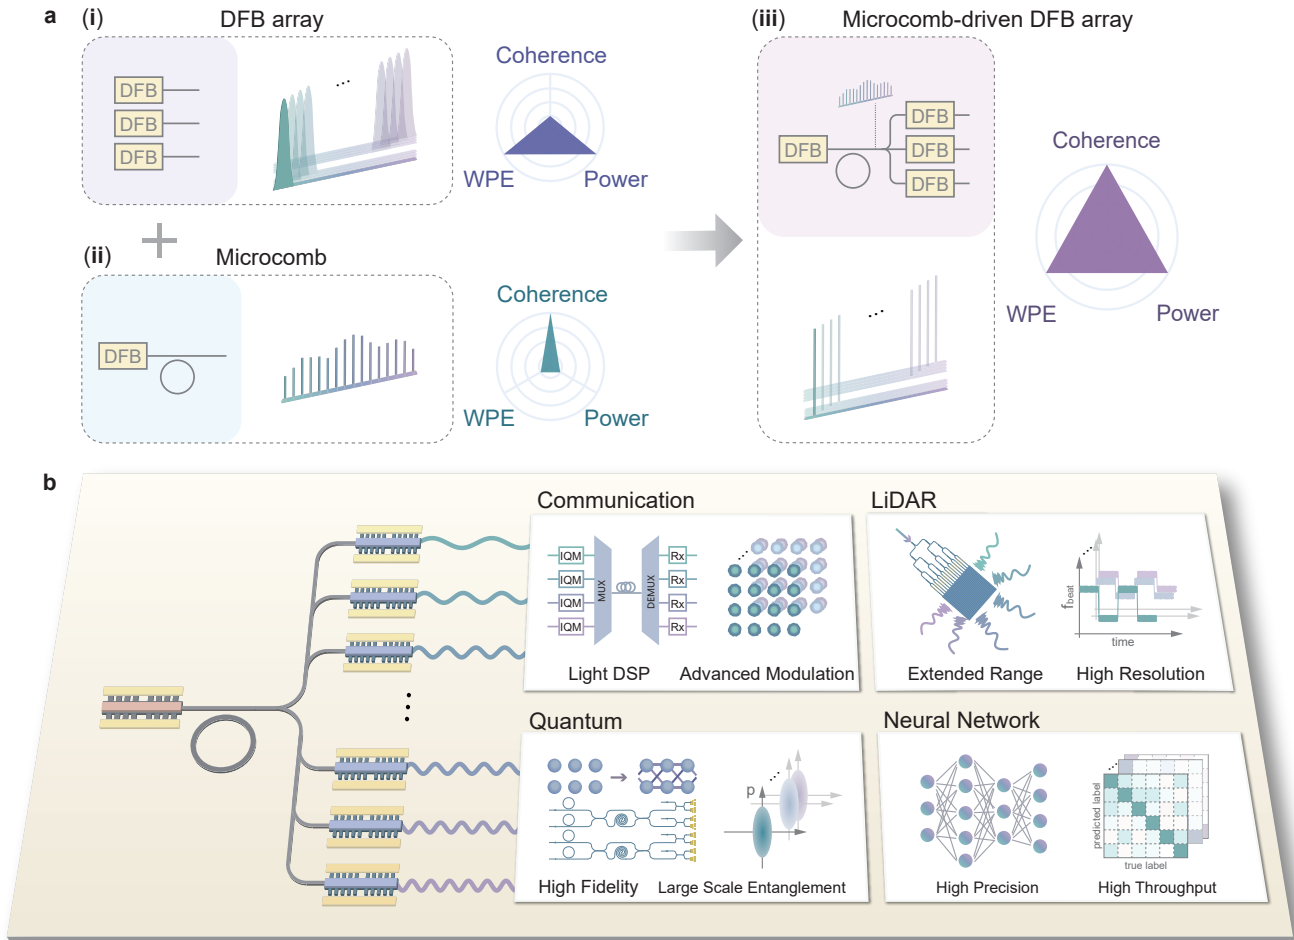 a
(i)
DFB array
DFB
DFB
DFB
...
Coherence
WPE
Power
(ii)
Microcomb
DFB
Coherence
WPE
Power
(iii)
Microcomb-driven DFB array
DFB
DFB
DFB
DFB
...
Coherence
WPE
Power
b
...
Communication
IQM
IQM
IQM
IQM
MUX
DEMUX
Rx
Rx
Rx
Rx
...
Light DSP
Advanced Modulation
LiDAR
...
fbeat
time
Extended Range
High Resolution
Quantum
...
p
High Fidelity
Large Scale Entanglement
Neural Network
...
predicted label
true label
High Precision
High Throughput